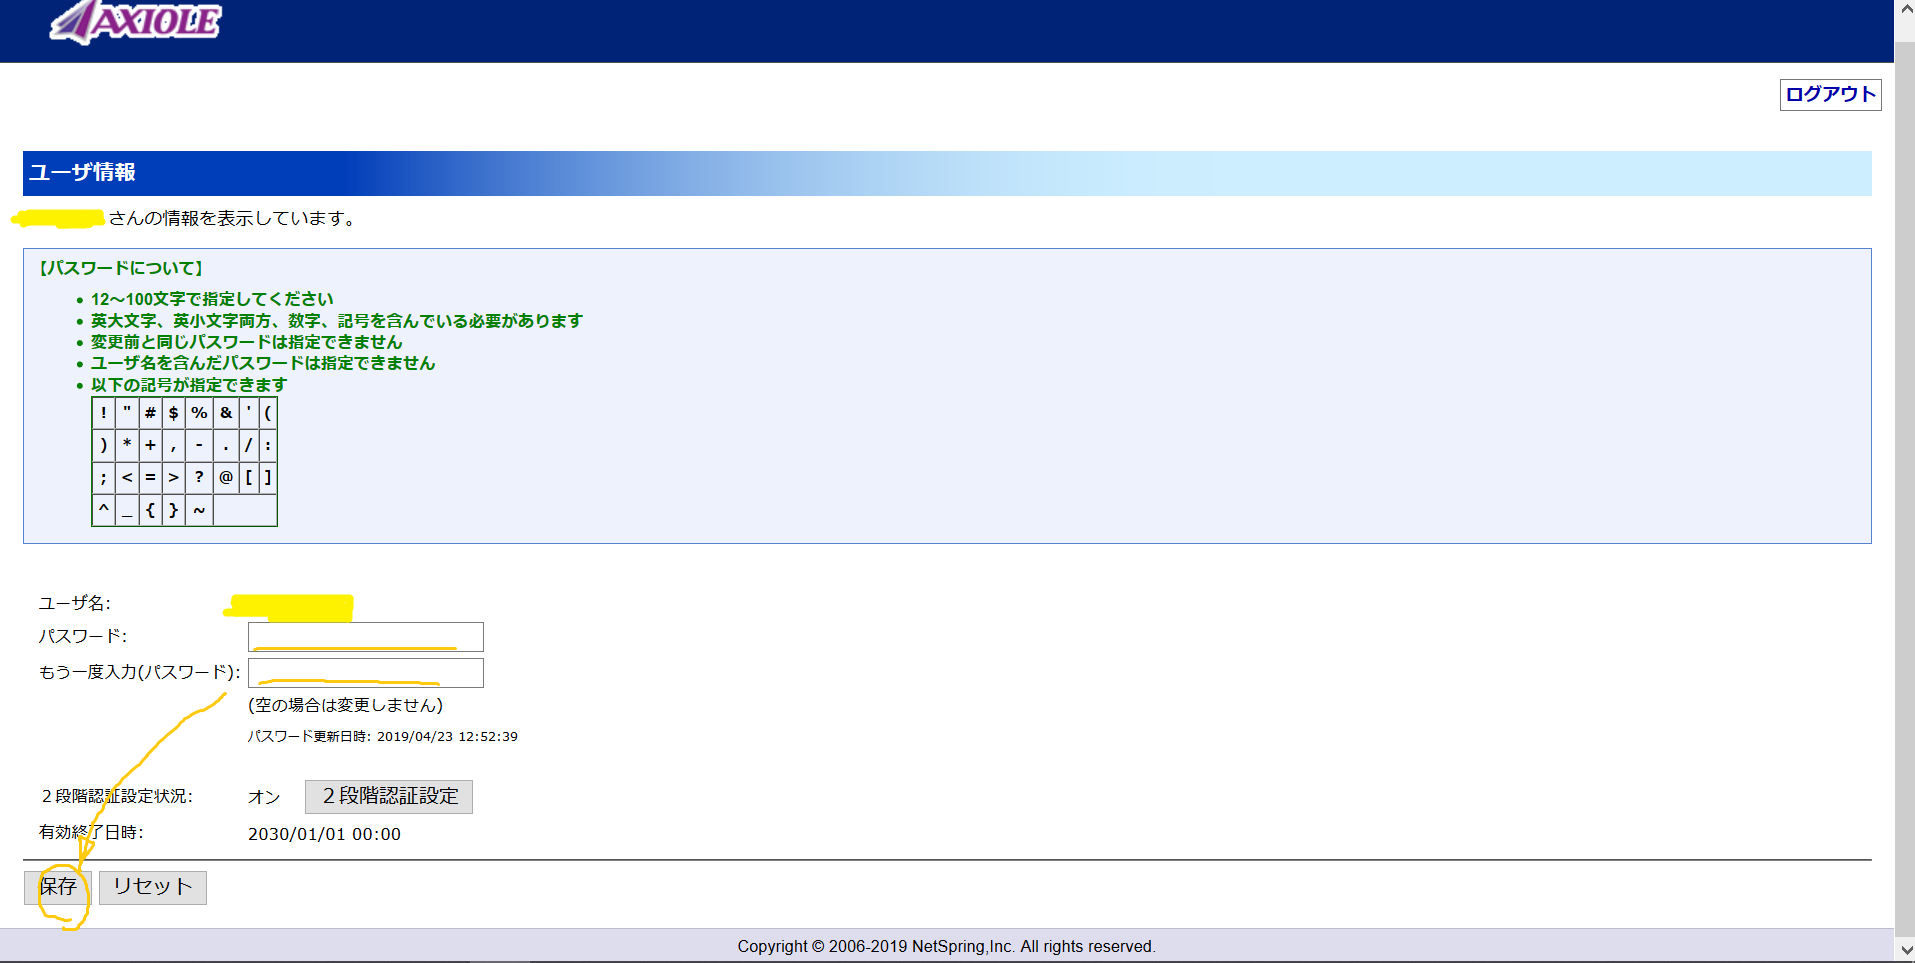 AXIOLE
ログアウト
ユーザ情報
さんの情報を表示しています。
【パスワードについて】
• 12～100文字で指定してください
• 英大文字、英小文字両方、数字、記号を含んでいる必要があります
• 変更前と同じパスワードは指定できません
• ユーザ名を含んだパスワードは指定できません
• 以下の記号が指定できます
! " # $ % & ' (
) * + , - . / :
; < = > ? @ [ ]
^ _ { } ~
ユーザ名:
パスワード:
もう一度入力(パスワード):
(空の場合は変更しません)
パスワード更新日時: 2019/04/23 12:52:39
２段階認証設定状況: オン ２段階認証設定
有効終了日時: 2030/01/01 00:00
保存 リセット
Copyright © 2006-2019 NetSpring,Inc. All rights reserved.